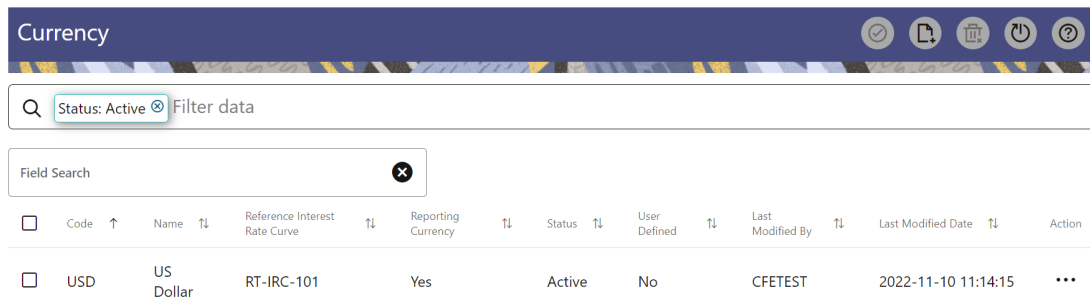 Currency
Status: Active Filter data
Field Search
Code Name Reference Interest Rate Curve Reporting Currency Status User Defined Last Modified By Last Modified Date Action
USD US Dollar RT-IRC-101 Yes Active No CFETEST 2022-11-10 11:14:15